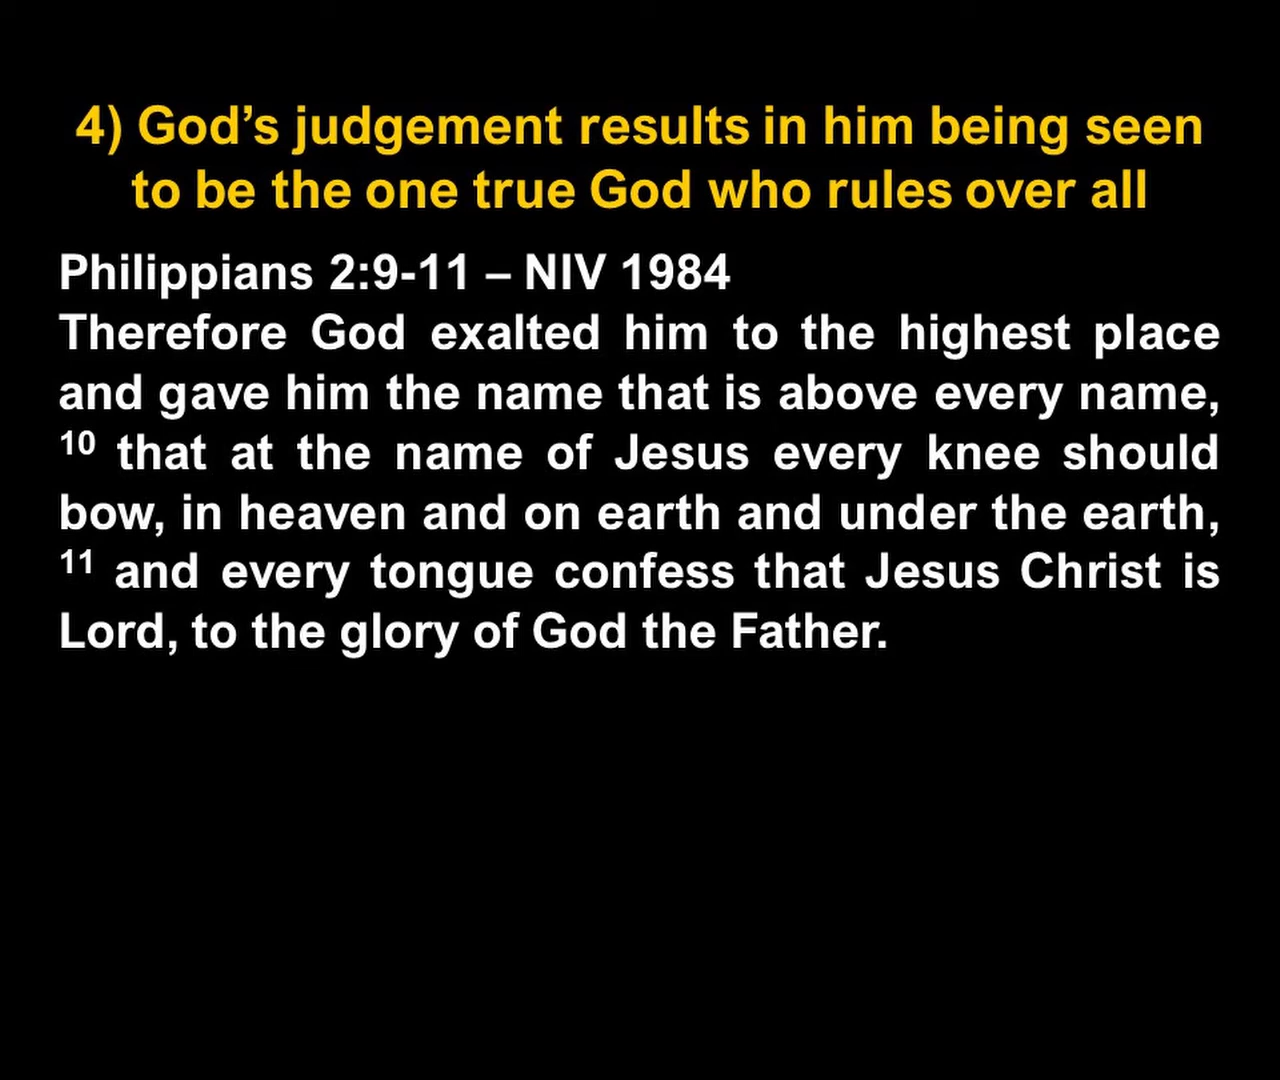 4) God’s judgement results in him being seen
to be the one true God who rules over all
Philippians 2:9-11 – NIV 1984
Therefore God exalted him to the highest place
and gave him the name that is above every name,
10 that at the name of Jesus every knee should
bow, in heaven and on earth and under the earth,
11 and every tongue confess that Jesus Christ is
Lord, to the glory of God the Father.